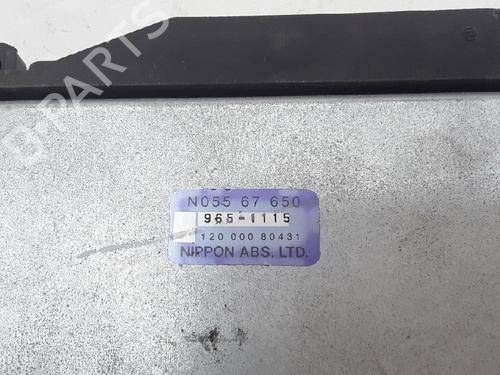 B-PARTS
N055 67 650
965-1115
120 000 80431
NIPPON ABS. LTD.